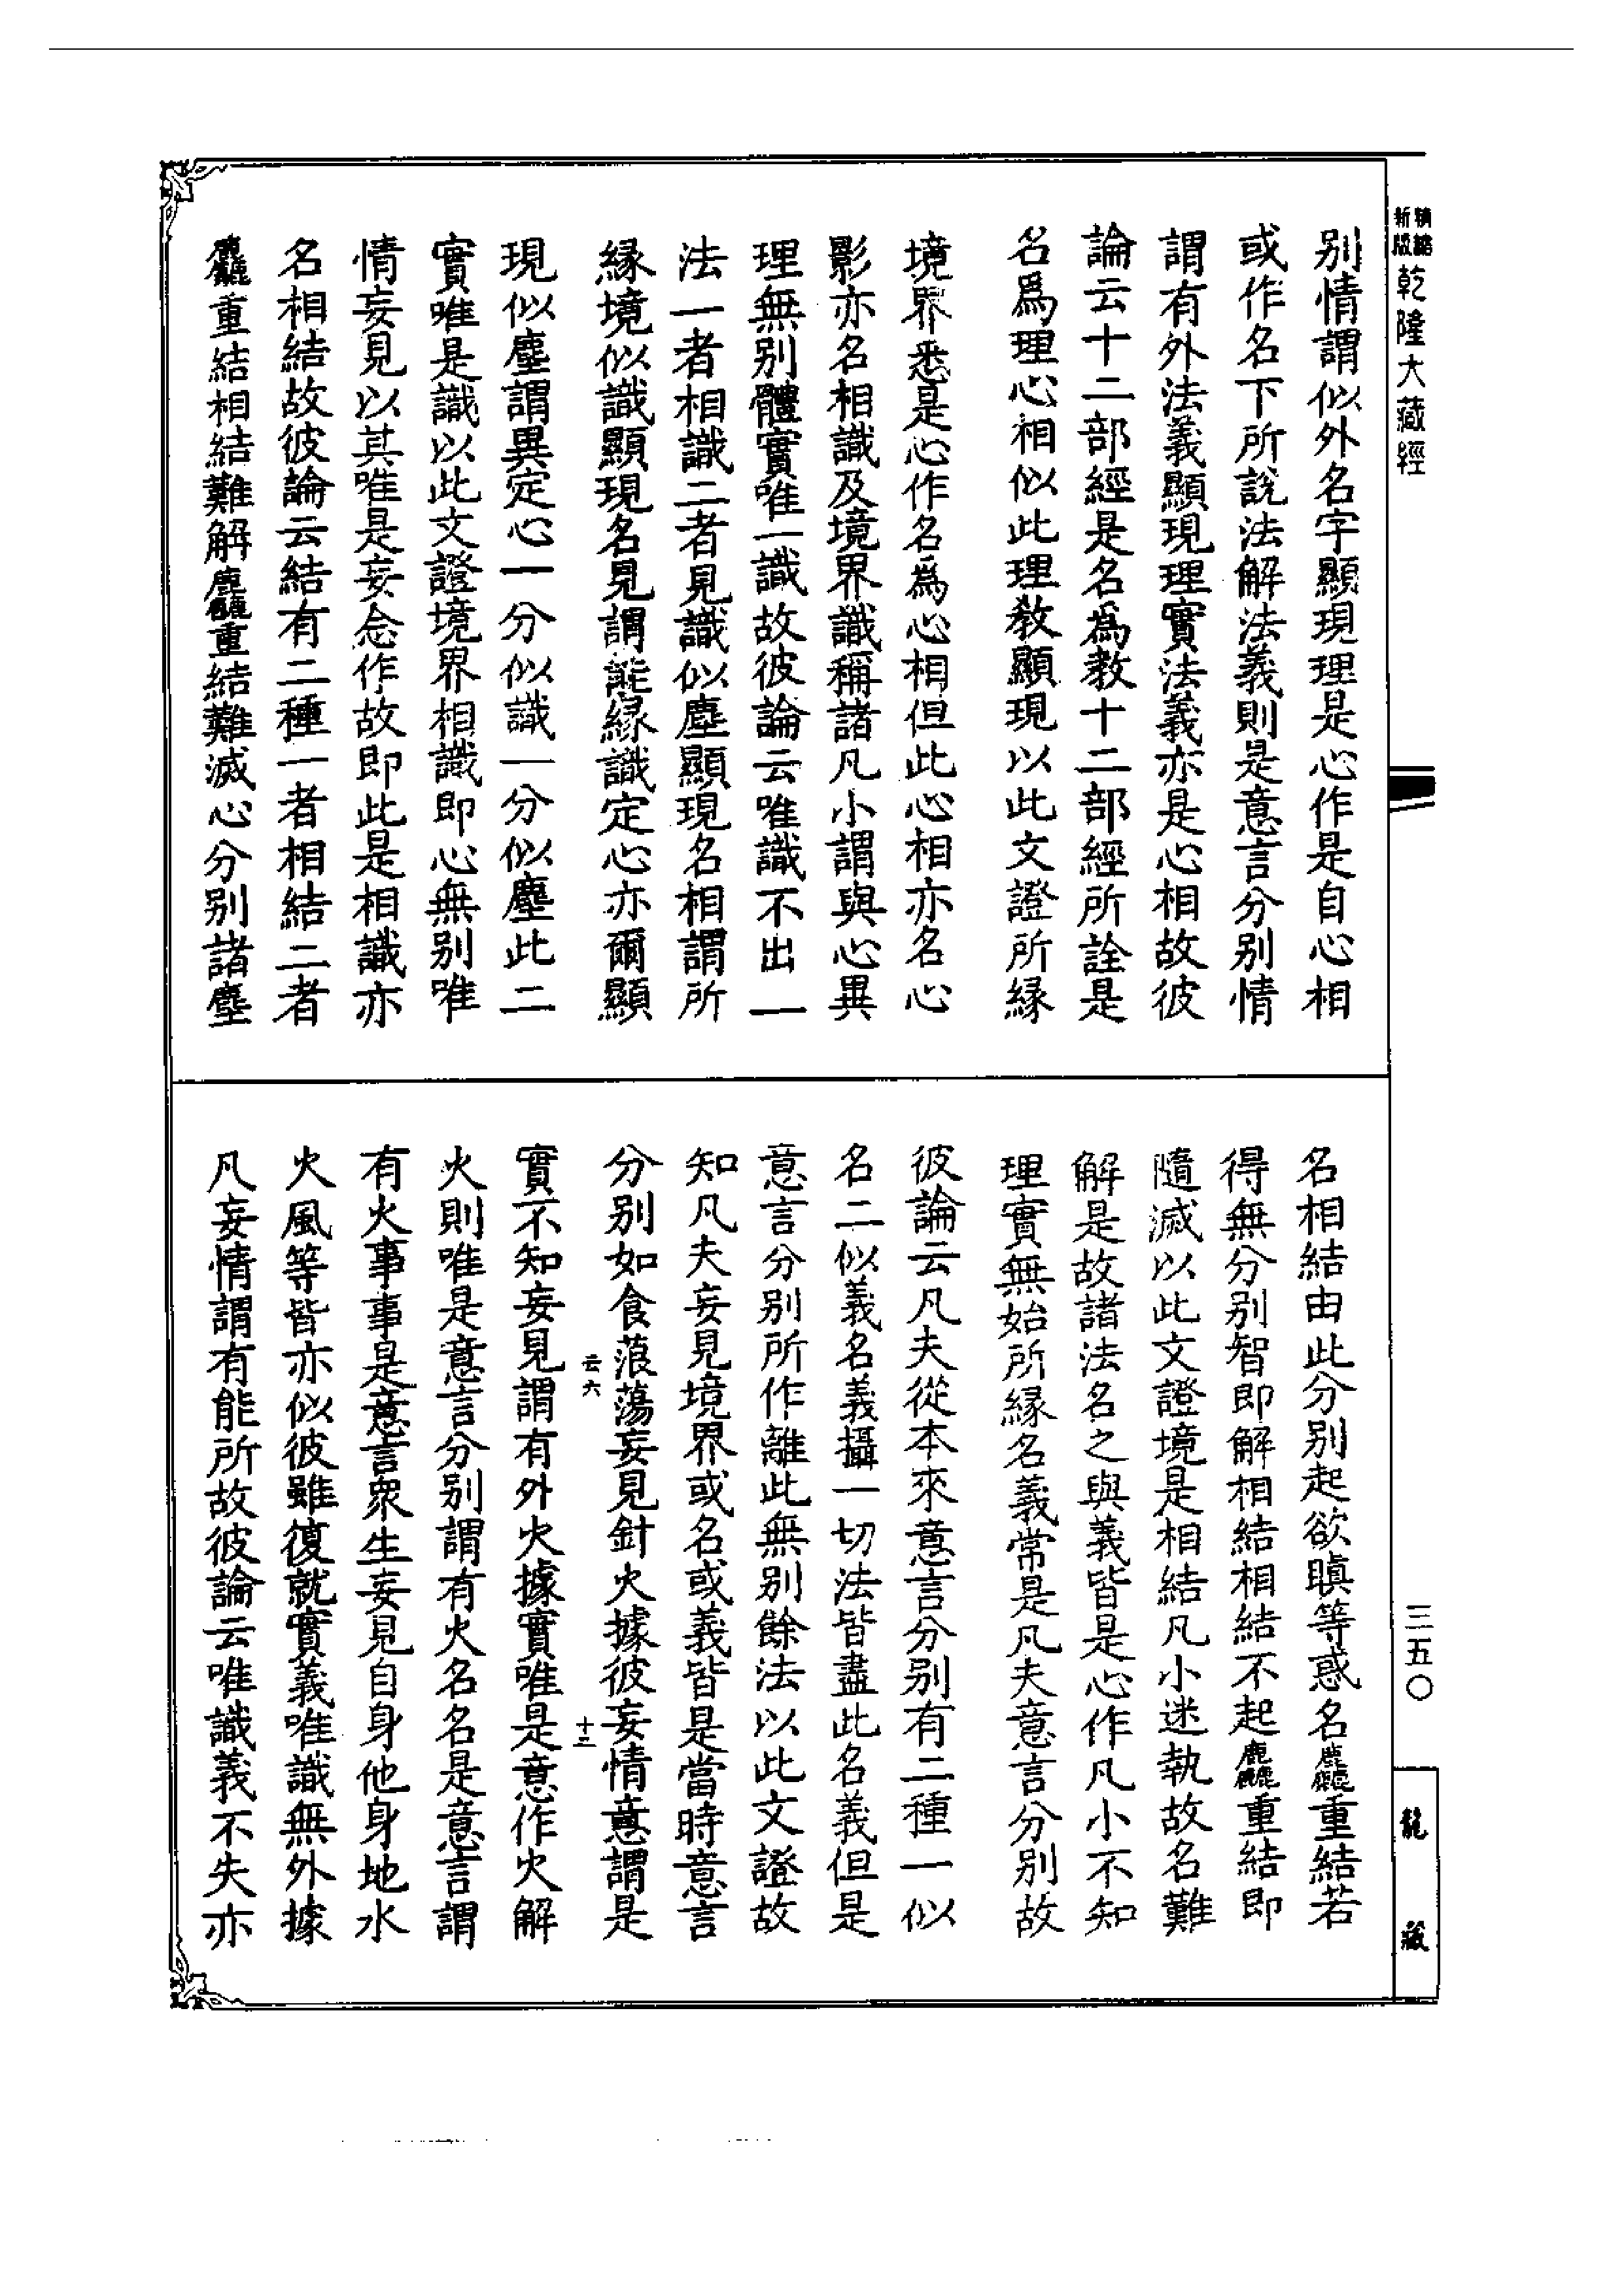 新版 精縮 乾隆大藏經
别情謂似外名字顯現理是心作是自心相
或作名下所説法解法義則是意言分别情
謂有外法義顯現理實法義亦是心相故彼
論云十二部經是名爲教十二部經所詮是
名爲理心相似此理教顯現以此文證所緣
境界悉是心作名為心相但此心相亦名心
影亦名相識及境界識稱諸凡小謂與心異
理無别體實唯一識故彼論云唯識不出一
法一者相識二者見識似塵顯現名相謂所
緣境似識顯現名見謂能緣識定心亦爾顯
現似塵謂異定心一分似識一分似塵此二
實唯是識以此文證境界相識即心無别唯
情妄見以其唯是妄念作故即此是相識亦
名相結故彼論云結有二種一者相結二者
麤重結相結難解麤重結難滅心分别諸塵
名相結由此分别起欲瞋等惑名麤重結若
得無分别智即解相結相結不起麤重結即
隨滅以此文證境是相結凡小迷執故名難
解是故諸法名之與義皆是心作凡小不知
理實無始所緣名義常是凡夫意言分别故
彼論云凡夫從本來意言分别有二種一似
名二似義名義攝一切法皆盡此名義但是
意言分别所作離此無别餘法以此文證故
知凡夫妄見境界或名或義皆是當時意言
分别如食蒗蕩妄見針火據彼妄情意謂是
云六
十三
實不知妄見謂有外火據實唯是意作火解
火則唯是意言分别謂有火名名是意言謂
有火事事是意言衆生妄見自身他身地水
火風等皆亦似彼雖復就實義唯識無外據
凡妄情謂有能所故彼論云唯識義不失亦
三五〇
龍藏